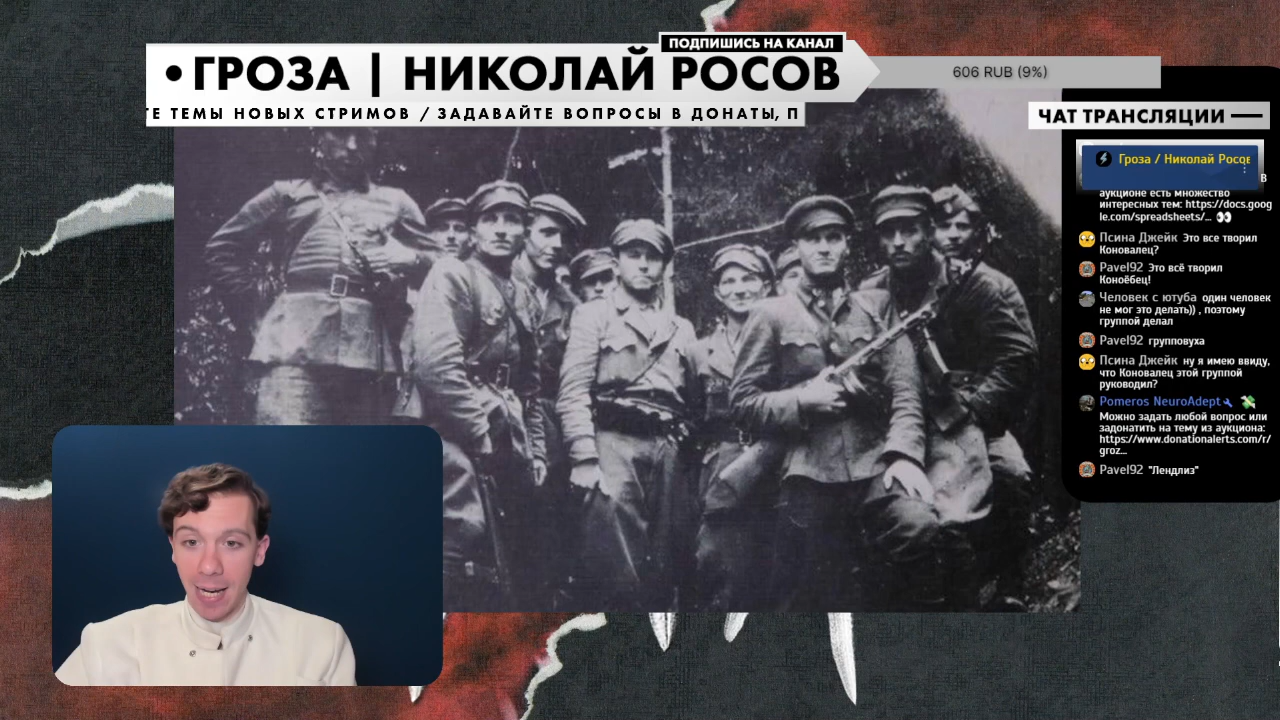 ПОДПИШИСЬ НА КАНАЛ
• ГРОЗА | НИКОЛАЙ РОСОВ
606 RUB (9%)
ТЕ ТЕМЫ НОВЫХ СТРИМОВ / ЗАДАВАЙТЕ ВОПРОСЫ В ДОНАТЫ, П
ЧАТ ТРАНСЛЯЦИИ
Гроза / Николай Росов
В
аукционе есть множество
интересных тем: https://docs.goog
le.com/spreadsheets/... 👀
Псина Джейк Это все творил
Коновалец?
Pavel92 Это всё творил
Коноёбец!
Человек с ютуба один человек
не мог это делать)) , поэтому
группой делал
Pavel92 групповуха
Псина Джейк ну я имею ввиду,
что Коновалец этой группой
руководил?
Pomeros NeuroAdept 💸
Можно задать любой вопрос или
задонатить на тему из аукциона:
https://www.donationalerts.com/r/
groz...
Pavel92 "Лендлиз"